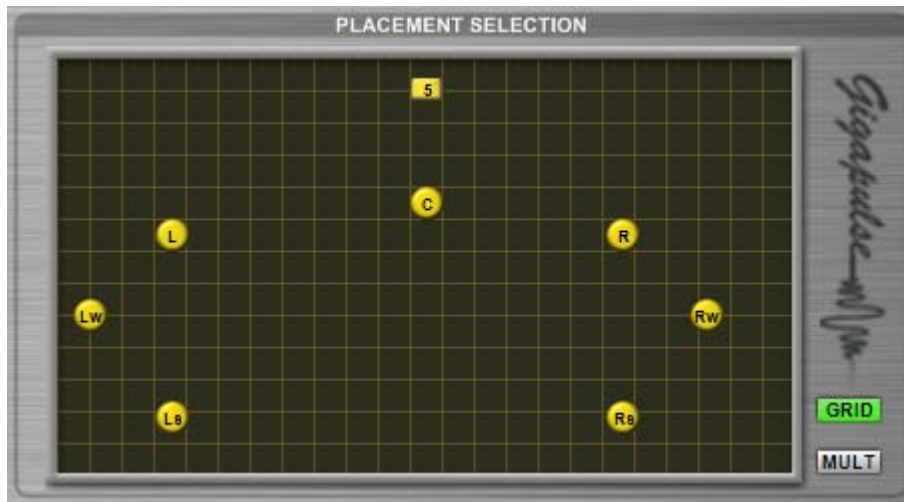 PLACEMENT SELECTION
5
C
L
R
Lw
Rw
Ls
Rs
Gigapulse
GRID
MULT